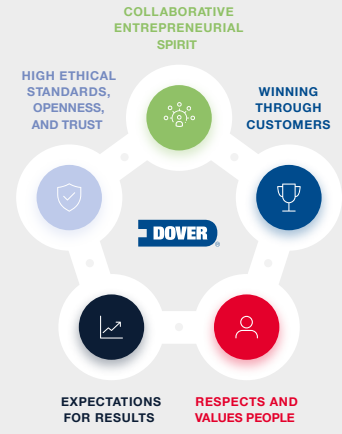 COLLABORATIVE
ENTREPRENEURIAL
SPIRIT
HIGH ETHICAL
STANDARDS,
OPENNESS,
AND TRUST
WINNING
THROUGH
CUSTOMERS
DOVER®
EXPECTATIONS
FOR RESULTS
RESPECTS AND
VALUES PEOPLE